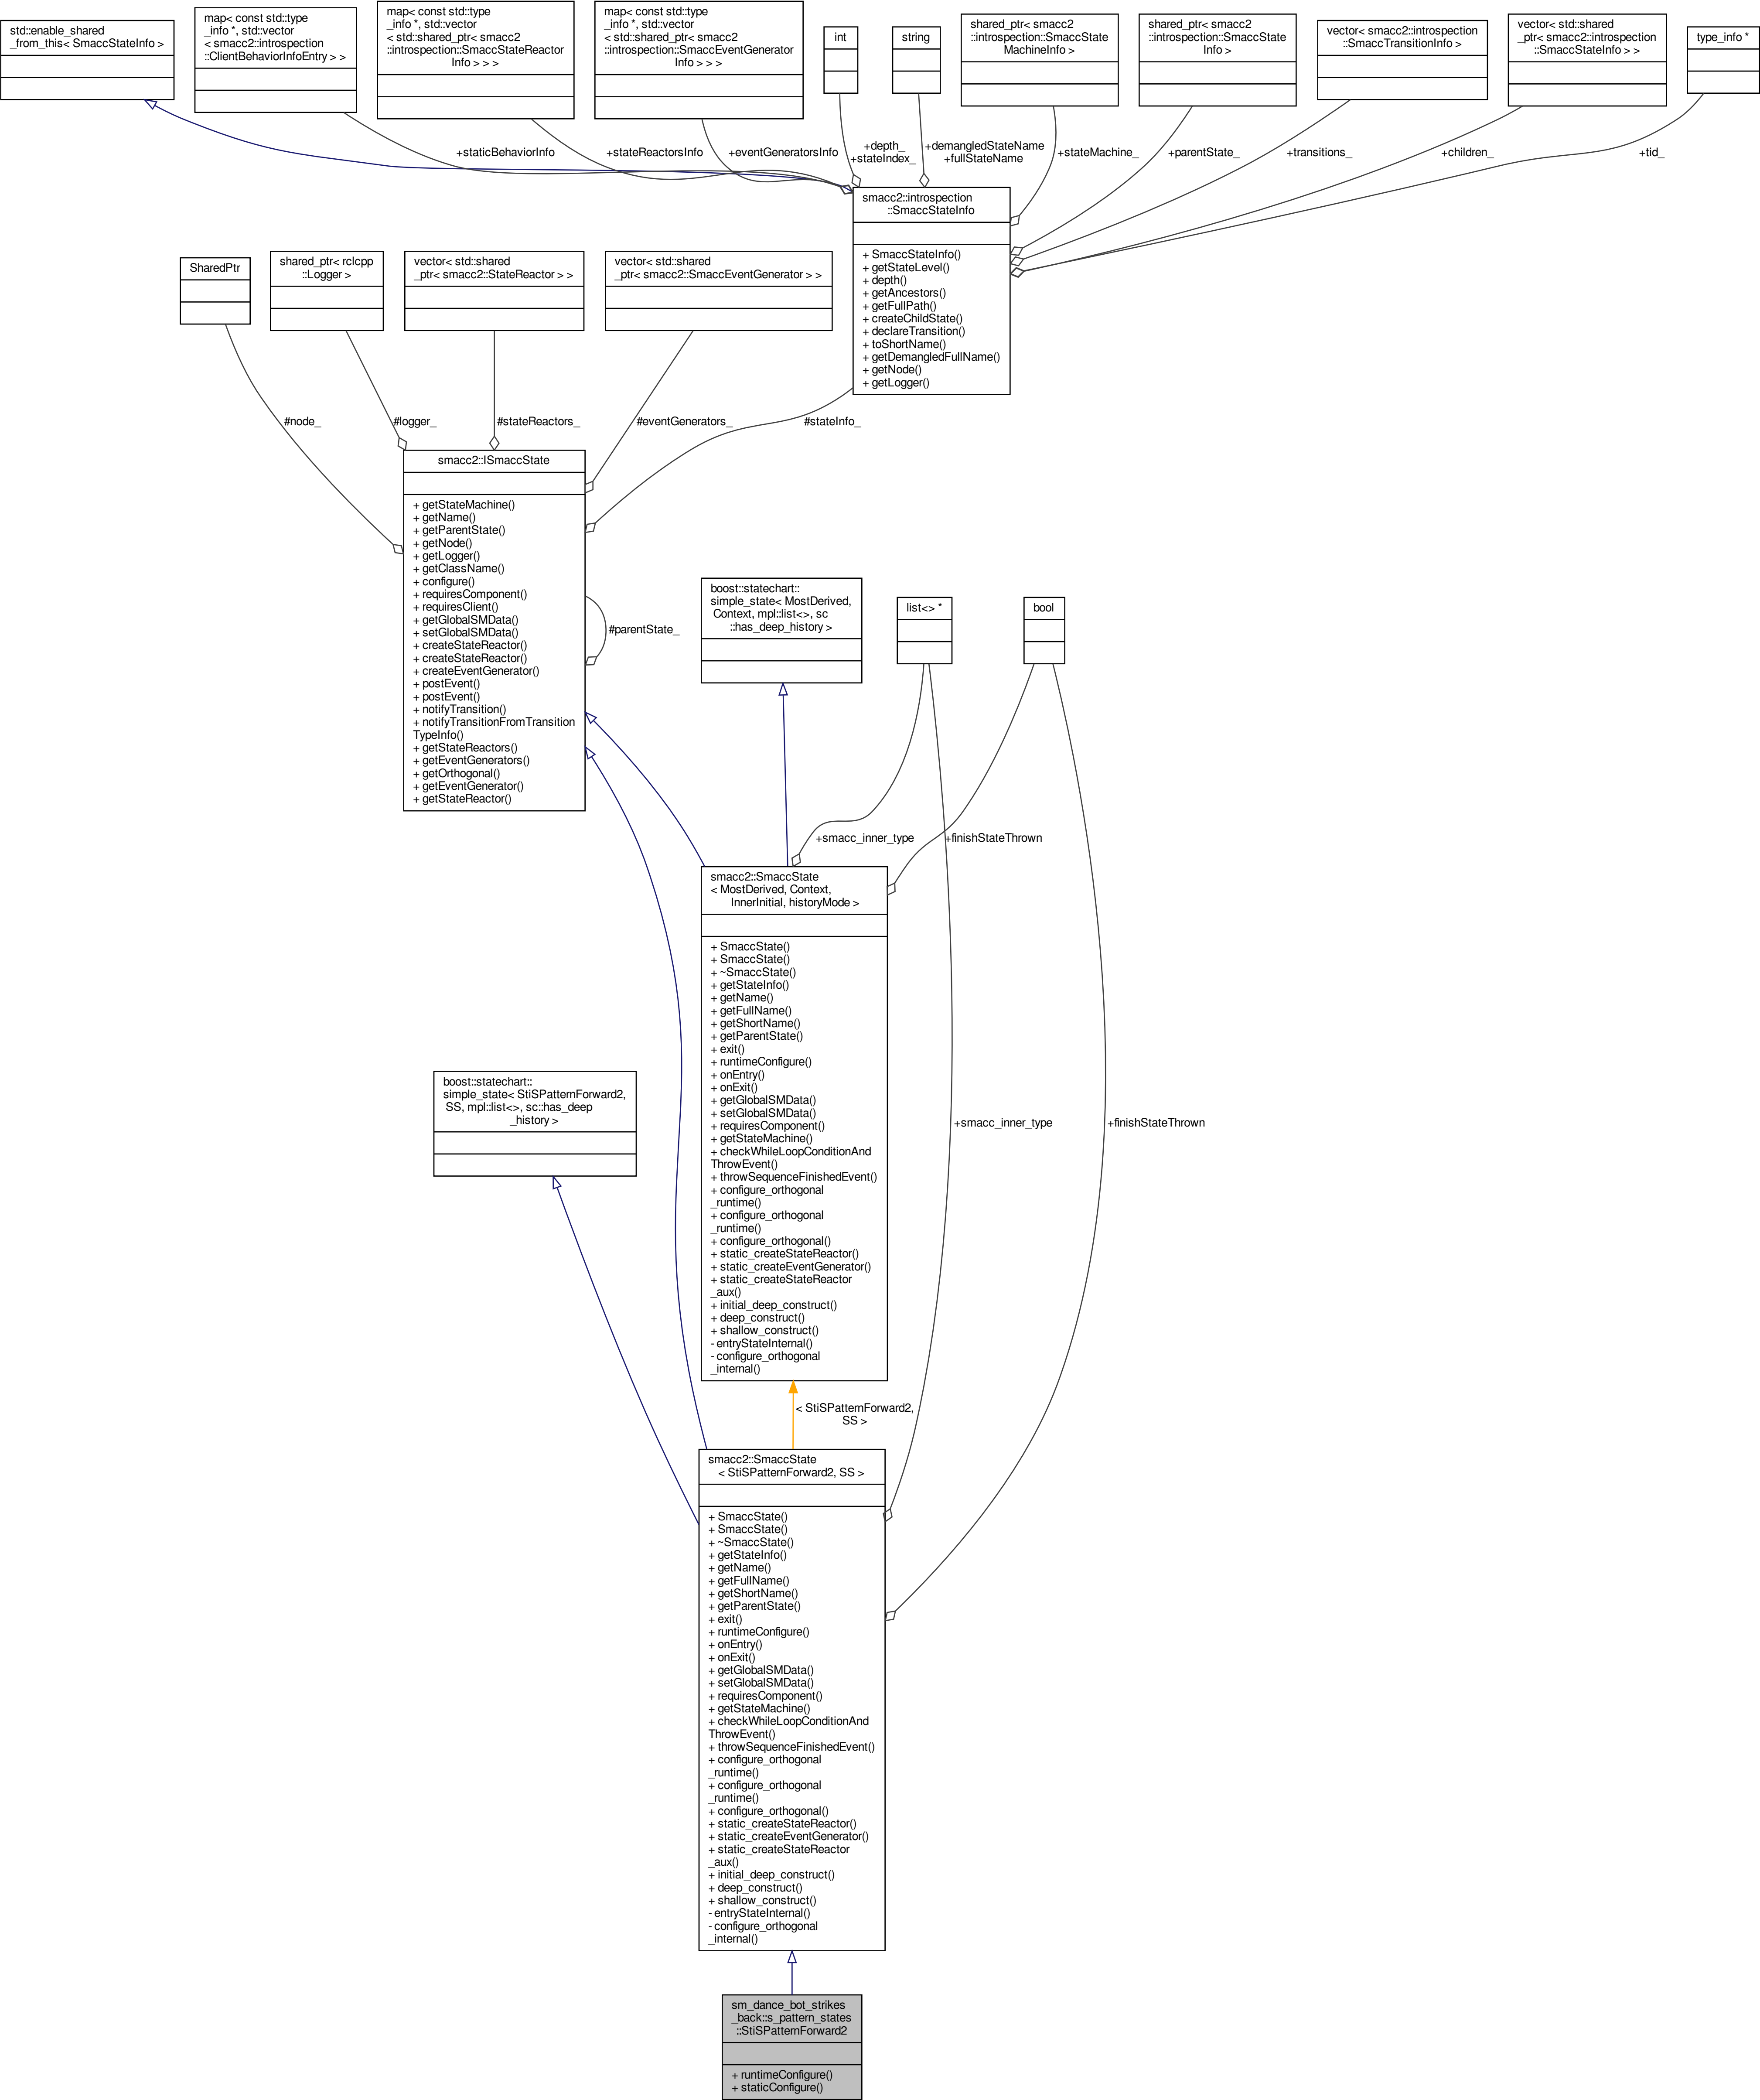 std::enable_shared
_from_this< SmaccStateInfo >
map< const std::type
_info *, std::vector
< smacc2::introspection
::ClientBehaviorInfoEntry > >
map< const std::type
_info *, std::vector
< std::shared_ptr< smacc2
::introspection::SmaccStateReactor
Info > > >
map< const std::type
_info *, std::vector
< std::shared_ptr< smacc2
::introspection::SmaccEventGenerator
Info > > >
int
string
shared_ptr< smacc2
::introspection::SmaccState
MachineInfo >
shared_ptr< smacc2
::introspection::SmaccState
Info >
vector< smacc2::introspection
::SmaccTransitionInfo >
vector< std::shared
_ptr< smacc2::introspection
::SmaccStateInfo > >
type_info *
+staticBehaviorInfo
+stateReactorsInfo
+eventGeneratorsInfo
+depth_
+stateIndex_
+demangledStateName
+fullStateName
+stateMachine_
+parentState_
+transitions_
+children_
+tid_
smacc2::introspection
::SmaccStateInfo
+ SmaccStateInfo()
+ getStateLevel()
+ depth()
+ getAncestors()
+ getFullPath()
+ createChildState()
+ declareTransition()
+ toShortName()
+ getDemangledFullName()
+ getNode()
+ getLogger()
SharedPtr
shared_ptr< rclcpp
::Logger >
vector< std::shared
_ptr< smacc2::StateReactor > >
vector< std::shared
_ptr< smacc2::SmaccEventGenerator > >
#node_
#logger_
#stateReactors_
#eventGenerators_
#stateInfo_
smacc2::ISmaccState
+ getStateMachine()
+ getName()
+ getParentState()
+ getNode()
+ getLogger()
+ getClassName()
+ configure()
+ requiresComponent()
+ requiresClient()
+ getGlobalSMData()
+ setGlobalSMData()
+ createStateReactor()
+ createStateReactor()
+ createEventGenerator()
+ postEvent()
+ postEvent()
+ notifyTransition()
+ notifyTransitionFromTransition
TypeInfo()
+ getStateReactors()
+ getEventGenerators()
+ getOrthogonal()
+ getEventGenerator()
+ getStateReactor()
#parentState_
boost::statechart::
simple_state< MostDerived,
Context, mpl::list<>, sc
::has_deep_history >
list<> *
bool
+smacc_inner_type
+finishStateThrown
smacc2::SmaccState
< MostDerived, Context,
InnerInitial, historyMode >
+ SmaccState()
+ SmaccState()
+ ~SmaccState()
+ getStateInfo()
+ getName()
+ getFullName()
+ getShortName()
+ getParentState()
+ exit()
+ runtimeConfigure()
+ onEntry()
+ onExit()
+ getGlobalSMData()
+ setGlobalSMData()
+ requiresComponent()
+ getStateMachine()
+ checkWhileLoopConditionAnd
ThrowEvent()
+ throwSequenceFinishedEvent()
+ configure_orthogonal
_runtime()
+ configure_orthogonal
_runtime()
+ configure_orthogonal()
+ static_createStateReactor()
+ static_createEventGenerator()
+ static_createStateReactor
_aux()
+ initial_deep_construct()
+ deep_construct()
+ shallow_construct()
- entryStateInternal()
- configure_orthogonal
_internal()
boost::statechart::
simple_state< StiSPatternForward2,
SS, mpl::list<>, sc::has_deep
_history >
+smacc_inner_type
+finishStateThrown
< StiSPatternForward2,
SS >
smacc2::SmaccState
< StiSPatternForward2, SS >
+ SmaccState()
+ SmaccState()
+ ~SmaccState()
+ getStateInfo()
+ getName()
+ getFullName()
+ getShortName()
+ getParentState()
+ exit()
+ runtimeConfigure()
+ onEntry()
+ onExit()
+ getGlobalSMData()
+ setGlobalSMData()
+ requiresComponent()
+ getStateMachine()
+ checkWhileLoopConditionAnd
ThrowEvent()
+ throwSequenceFinishedEvent()
+ configure_orthogonal
_runtime()
+ configure_orthogonal
_runtime()
+ configure_orthogonal()
+ static_createStateReactor()
+ static_createEventGenerator()
+ static_createStateReactor
_aux()
+ initial_deep_construct()
+ deep_construct()
+ shallow_construct()
- entryStateInternal()
- configure_orthogonal
_internal()
sm_dance_bot_strikes
_back::s_pattern_states
::StiSPatternForward2
+ runtimeConfigure()
+ staticConfigure()